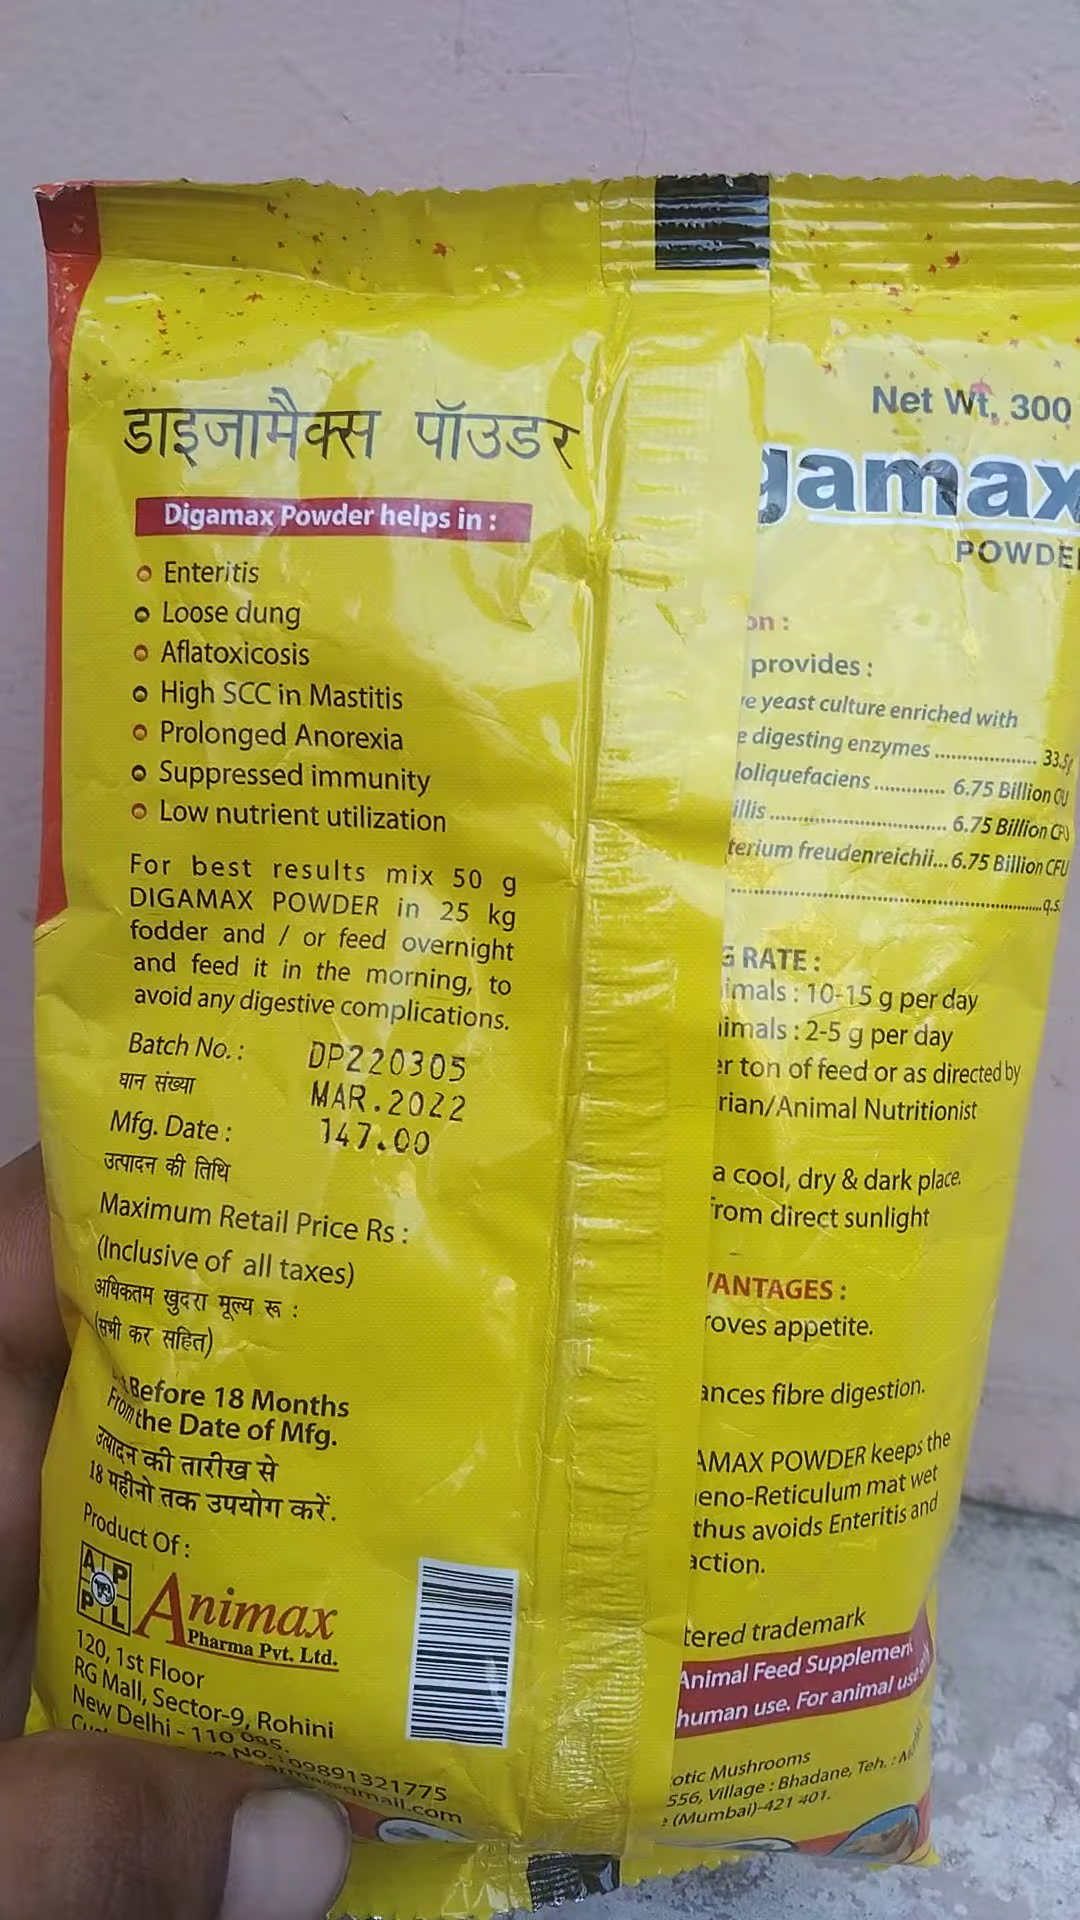 डाइजामैक्स पॉउडर
Digamax Powder helps in :
Enteritis
Loose dung
Aflatoxicosis
High SCC in Mastitis
Prolonged Anorexia
Suppressed immunity
Low nutrient utilization
For best results mix 50 g
DIGAMAX POWDER in 25 kg
fodder and / or feed overnight
and feed it in the morning, to
avoid any digestive complications.
Batch No. : DP220305
घान संख्या
MAR.2022
Mfg. Date : 147.00
उत्पादन की तिथि
Maximum Retail Price Rs :
(Inclusive of all taxes)
अधिकतम खुदरा मूल्य रू :
(सभी कर सहित)
Before 18 Months
From the Date of Mfg.
उत्पादन की तारीख से
18 महीनो तक उपयोग करें.
Product Of :
A P
P L
Animax
Pharma Pvt. Ltd.
120, 1st Floor
RG Mall, Sector-9, Rohini
New Delhi - 110 085.
No. : 09891321775
gmail.com
Net Wt. 300
gamax
POWDE
on :
provides :
e yeast culture enriched with
e digesting enzymes .................. 33.5
loliquefaciens ............. 6.75 Billion CFU
illis ................................ 6.75 Billion CFU
terium freudenreichii... 6.75 Billion CFU
q.s.
G RATE :
imals : 10-15 g per day
imals : 2-5 g per day
er ton of feed or as directed by
rian/Animal Nutritionist
a cool, dry & dark place.
from direct sunlight
VANTAGES :
roves appetite.
ances fibre digestion.
AMAX POWDER keeps the
eno-Reticulum mat wet
thus avoids Enteritis and
action.
tered trademark
Animal Feed Supplemen
human use. For animal use only
otic Mushrooms
556, Village : Bhadane, Teh. :
(Mumbai)-421 401.